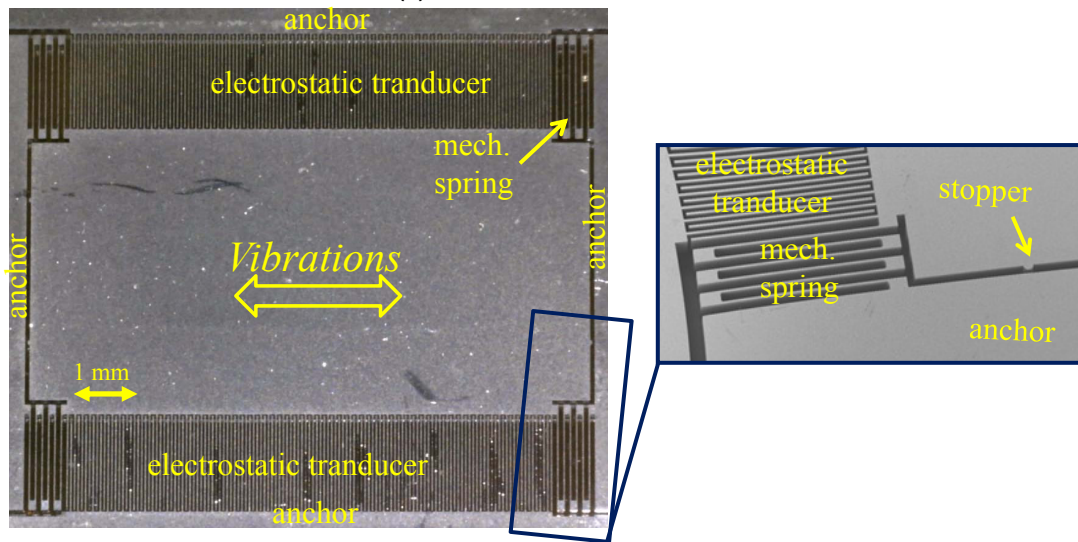 anchor
electrostatic tranducer
mech.
spring
anchor
anchor
Vibrations
1 mm
electrostatic tranducer
anchor
electrostatic
tranducer
stopper
mech.
spring
anchor